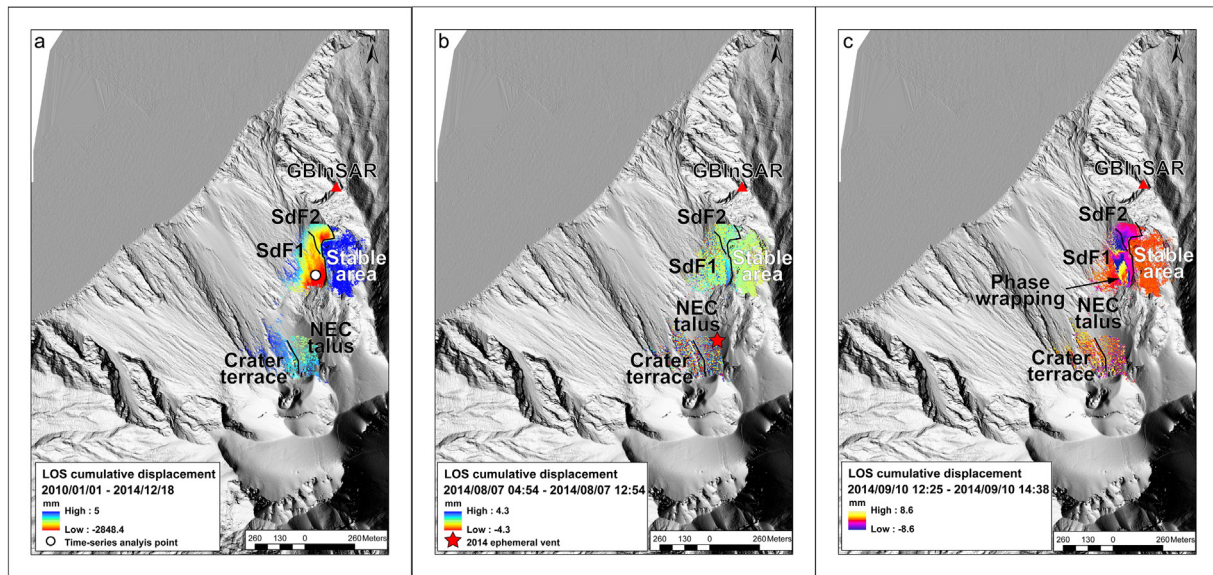 a
N
GBInSAR
SdF2
SdF1
Stable
area
NEC
talus
Crater
terrace
LOS cumulative displacement
2010/01/01 - 2014/12/18
mm
High : 5
Low : -2848.4
Time-series analyis point
260 130 0 260 Meters
b
N
GBInSAR
SdF2
SdF1
Stable
area
NEC
talus
Crater
terrace
LOS cumulative displacement
2014/08/07 04:54 - 2014/08/07 12:54
mm
High : 4.3
Low : -4.3
2014 ephemeral vent
260 130 0 260 Meters
c
N
GBInSAR
SdF2
SdF1
Stable
area
Phase
wrapping
NEC
talus
Crater
terrace
LOS cumulative displacement
2014/09/10 12:25 - 2014/09/10 14:38
mm
High : 8.6
Low : -8.6
260 130 0 260 Meters